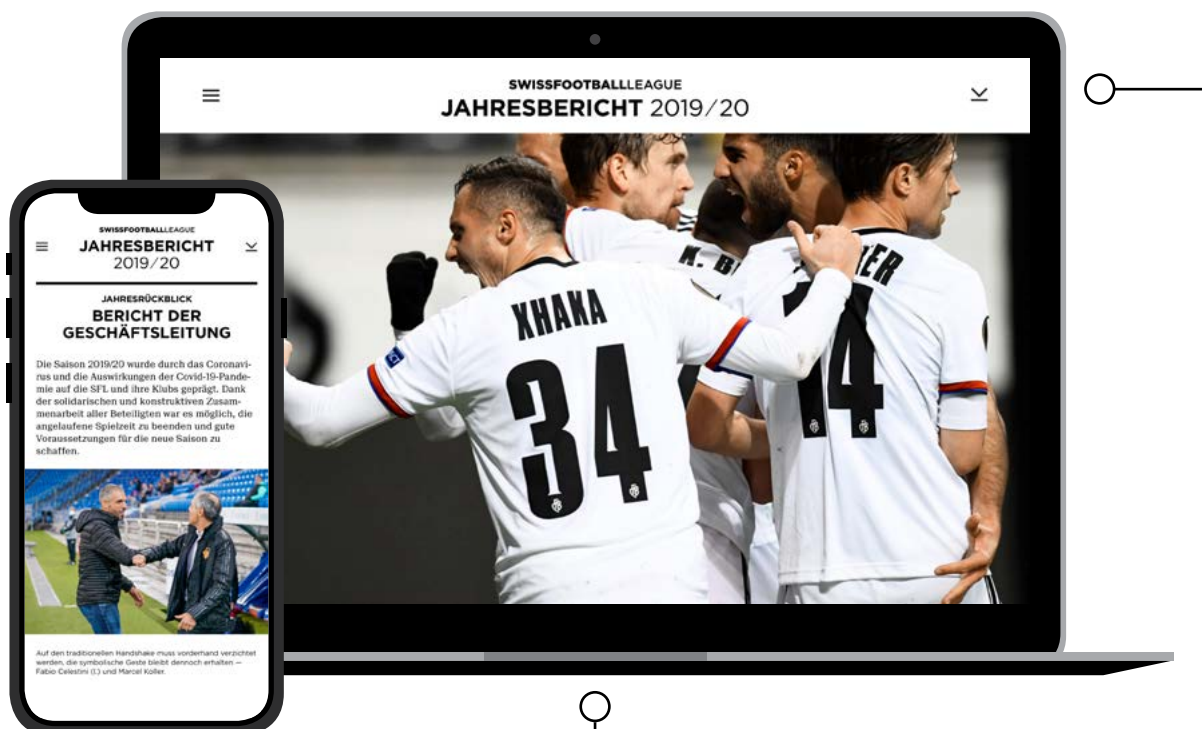 SWISSFOOTBALLLEAGUE
JAHRESBERICHT 2019/20
XHAKA
34
K. B
ER
14
SWISSFOOTBALLLEAGUE
JAHRESBERICHT
2019/20
JAHRESRÜCKBLICK
BERICHT DER
GESCHÄFTSLEITUNG
Die Saison 2019/20 wurde durch das Coronavi-
rus und die Auswirkungen der Covid-19-Pande-
mie auf die SFL und ihre Klubs geprägt. Dank
der solidarischen und konstruktiven Zusam-
menarbeit aller Beteiligten war es möglich, die
angelaufene Spielzeit zu beenden und gute
Voraussetzungen für die neue Saison zu
schaffen.
Auf den traditionellen Handshake muss vorderhand verzichtet
werden, die symbolische Geste bleibt dennoch erhalten —
Fabio Celestini (l.) und Marcel Koller.